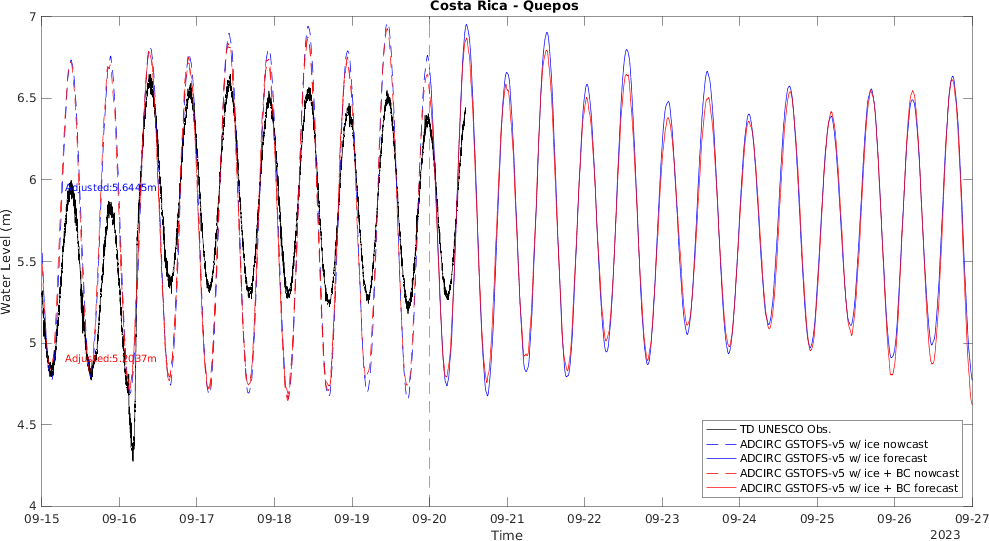 Costa Rica - Quepos
7
6.5
6
5.5
5
4.5
4
Water Level (m)
Adjusted:5.6445m
Adjusted:5.2037m
TD UNESCO Obs.
ADCIRC GSTOFS-v5 w/ ice nowcast
ADCIRC GSTOFS-v5 w/ ice forecast
ADCIRC GSTOFS-v5 w/ ice + BC nowcast
ADCIRC GSTOFS-v5 w/ ice + BC forecast
09-15 09-16 09-17 09-18 09-19 09-20 09-21 09-22 09-23 09-24 09-25 09-26 09-27
Time
2023